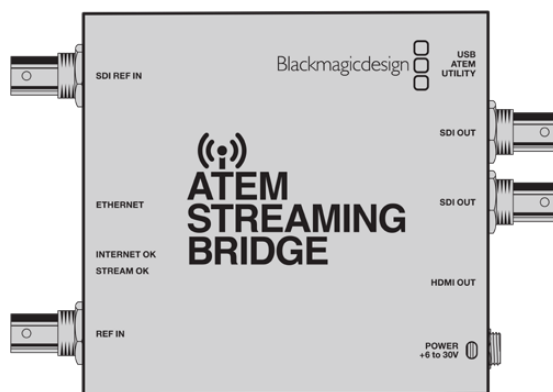 Blackmagicdesign
USB
ATEM
UTILITY
SDI REF IN
SDI OUT
ATEM
STREAMING
BRIDGE
ETHERNET
SDI OUT
INTERNET OK
STREAM OK
HDMI OUT
REF IN
POWER
+6 to 30V